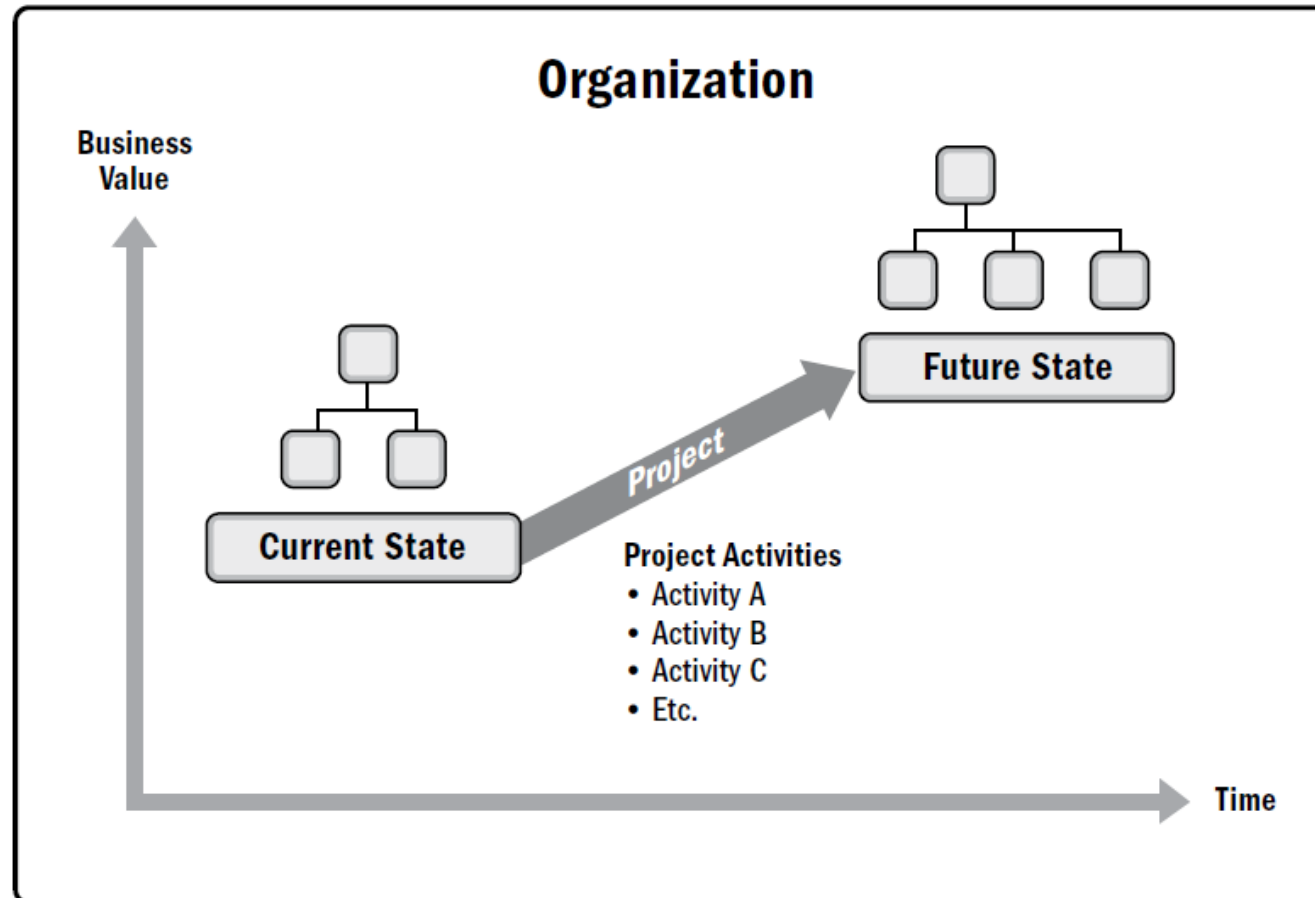 Organization
Business
Value
Future State
Project
Current State
Project Activities
• Activity A
• Activity B
• Activity C
• Etc.
Time